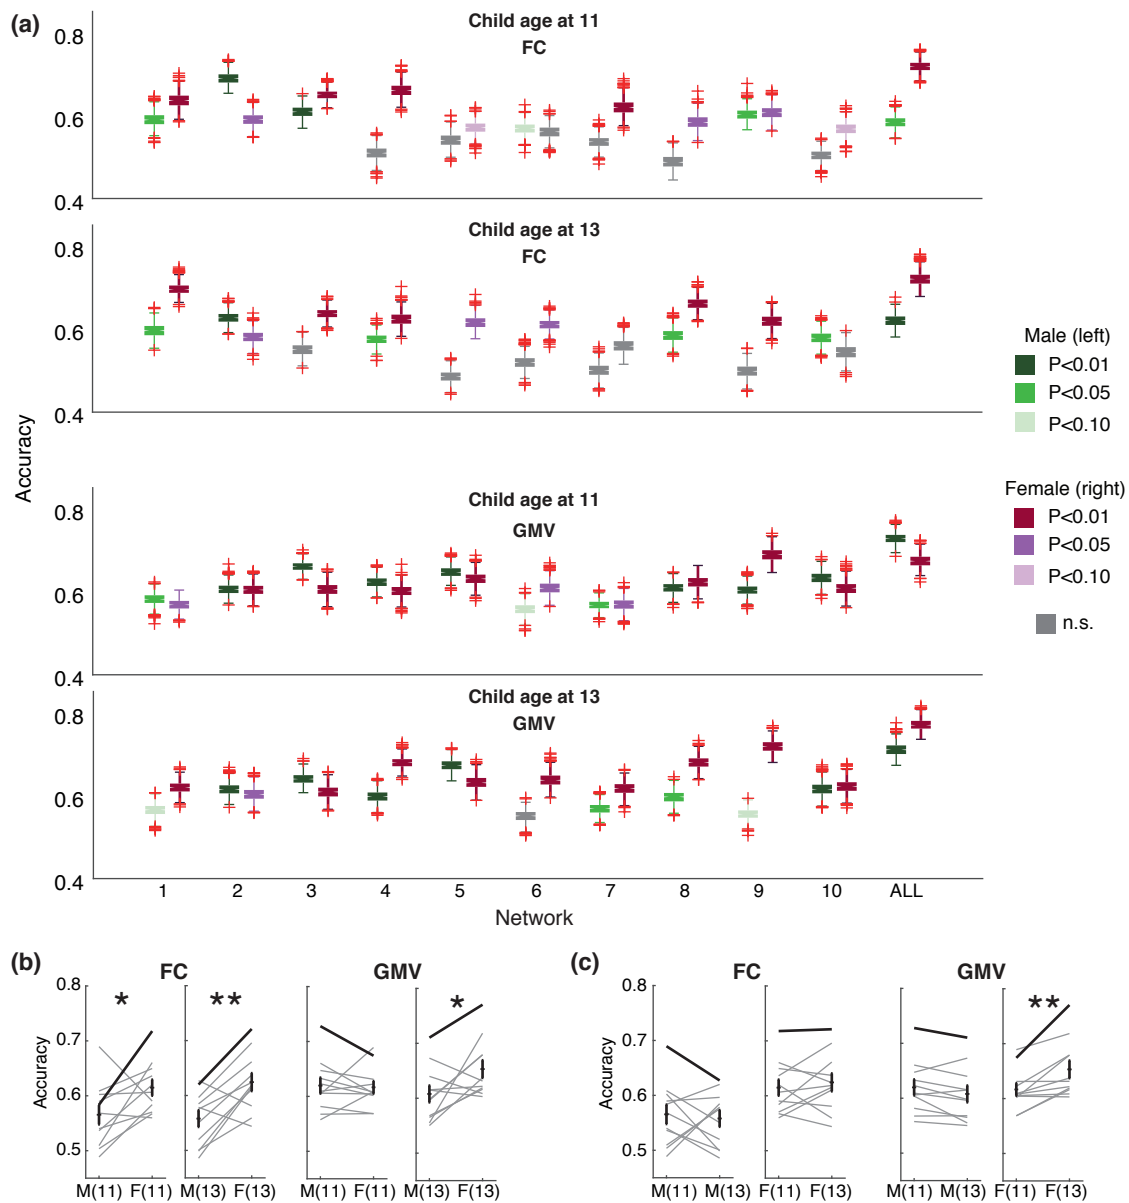 (a)
Child age at 11
FC
0.8
0.6
0.4
Child age at 13
FC
0.8
0.6
0.4
Accuracy
Child age at 11
GMV
0.8
0.6
0.4
Child age at 13
GMV
0.8
0.6
0.4
1 2 3 4 5 6 7 8 9 10 ALL
Network
Male (left)
P<0.01
P<0.05
P<0.10
Female (right)
P<0.01
P<0.05
P<0.10
n.s.
(b)
FC GMV
0.8
0.7
0.6
0.5
Accuracy
* ** *
M(11) F(11) M(13) F(13) M(11) F(11) M(13) F(13)
(c)
FC GMV
0.8
0.7
0.6
0.5
Accuracy
**
M(11) M(13) F(11) F(13) M(11) M(13) F(11) F(13)